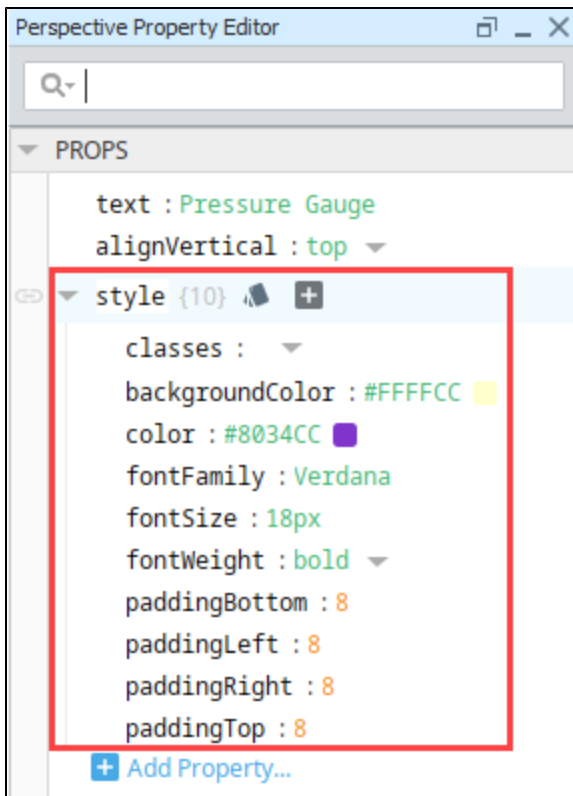 Perspective Property Editor
PROPS
text : Pressure Gauge
alignVertical : top
style {10}
classes :
backgroundColor : #FFFFCC
color : #8034CC
fontFamily : Verdana
fontSize : 18px
fontWeight : bold
paddingBottom : 8
paddingLeft : 8
paddingRight : 8
paddingTop : 8
Add Property...